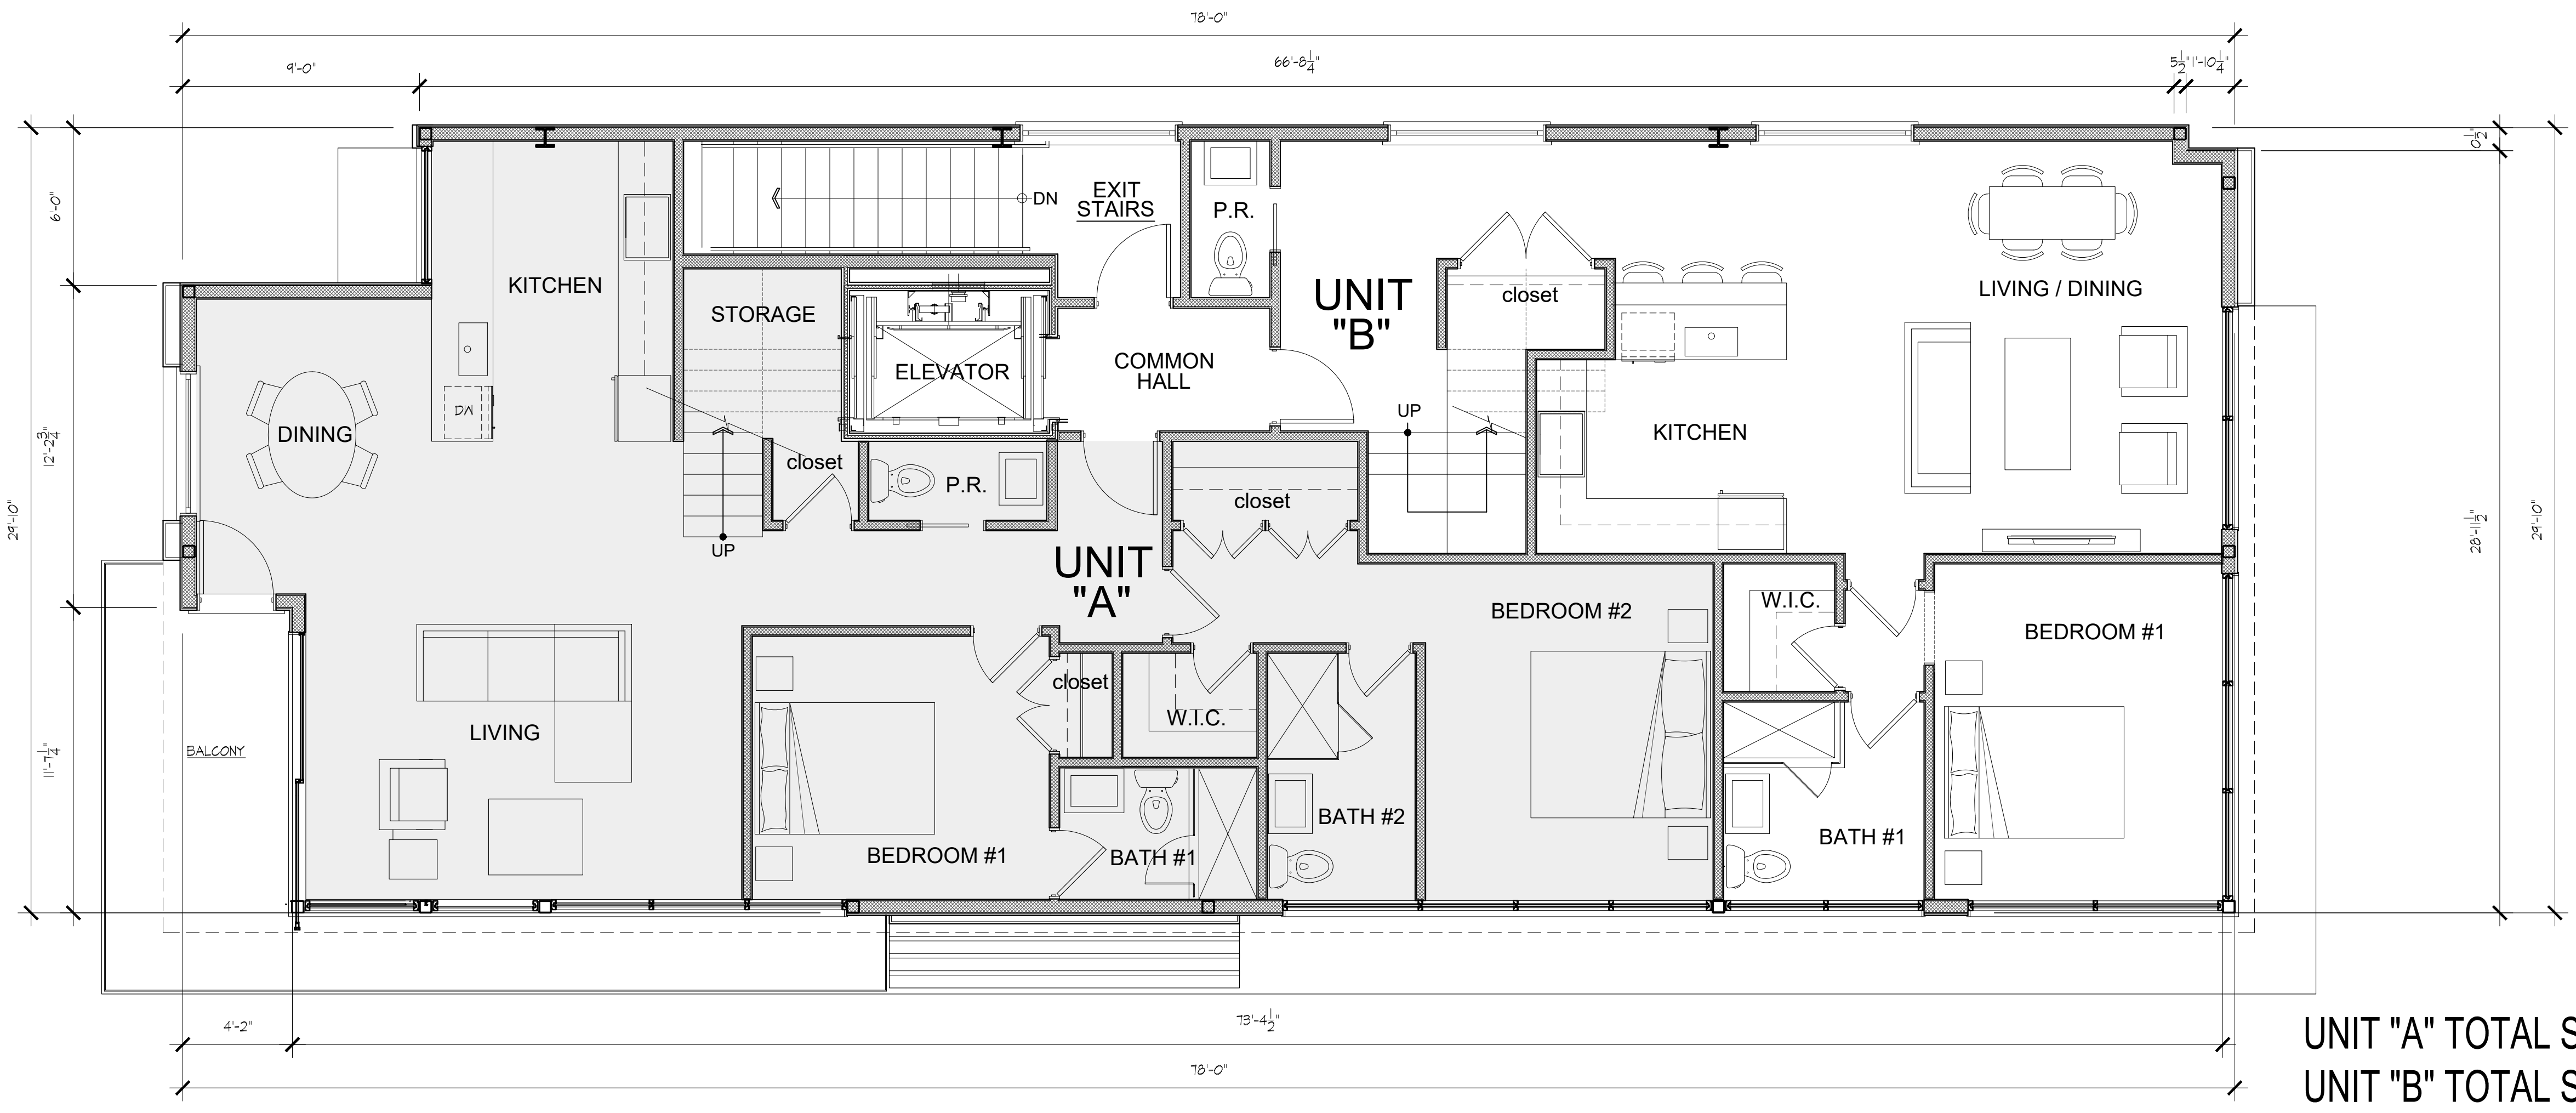 78'-0"
9'-0"
66'-8 1/4"
5 1/2"
1'-10 1/4"
6'-0"
12'-2 3/4"
11'-7 1/4"
29'-10"
28'-11 1/2"
29'-10"
KITCHEN
DN
EXIT
STAIRS
P.R.
UNIT
"B"
closet
LIVING / DINING
STORAGE
ELEVATOR
COMMON
HALL
DINING
DW
UP
KITCHEN
closet
P.R.
closet
UP
UNIT
"A"
BEDROOM #2
W.I.C.
BEDROOM #1
closet
W.I.C.
LIVING
BALCONY
BATH #2
BATH #1
BEDROOM #1
BATH #1
4'-2"
73'-4 1/2"
78'-0"
UNIT "A" TOTAL S
UNIT "B" TOTAL S